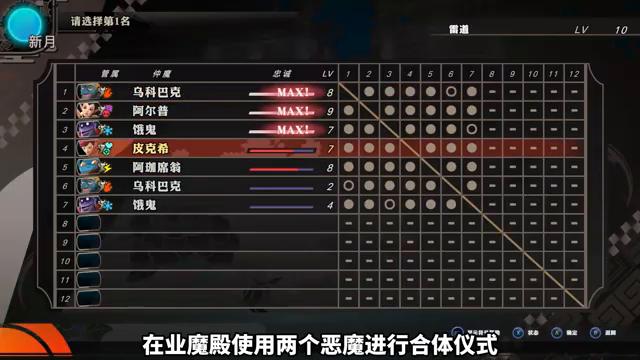 请选择第1名
新月
雷道 LV 10
管属 仲魔 忠诚 LV 1 2 3 4 5 6 7 8 9 10 11 12
1 乌科巴克 MAX! 8
2 阿尔普 MAX! 9
3 饿鬼 MAX! 7
4 皮克希 7
5 阿珈席翁 8
6 乌科巴克 2
7 饿鬼 4
8
9
10
11
12
状态 确定 返回
在业魔殿使用两个恶魔进行合体仪式